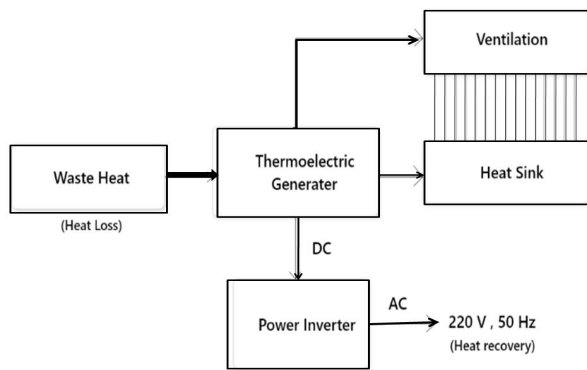 Ventilation
Waste Heat
(Heat Loss)
Thermoelectric
Generater
Heat Sink
DC
Power Inverter
AC
220 V , 50 Hz
(Heat recovery)